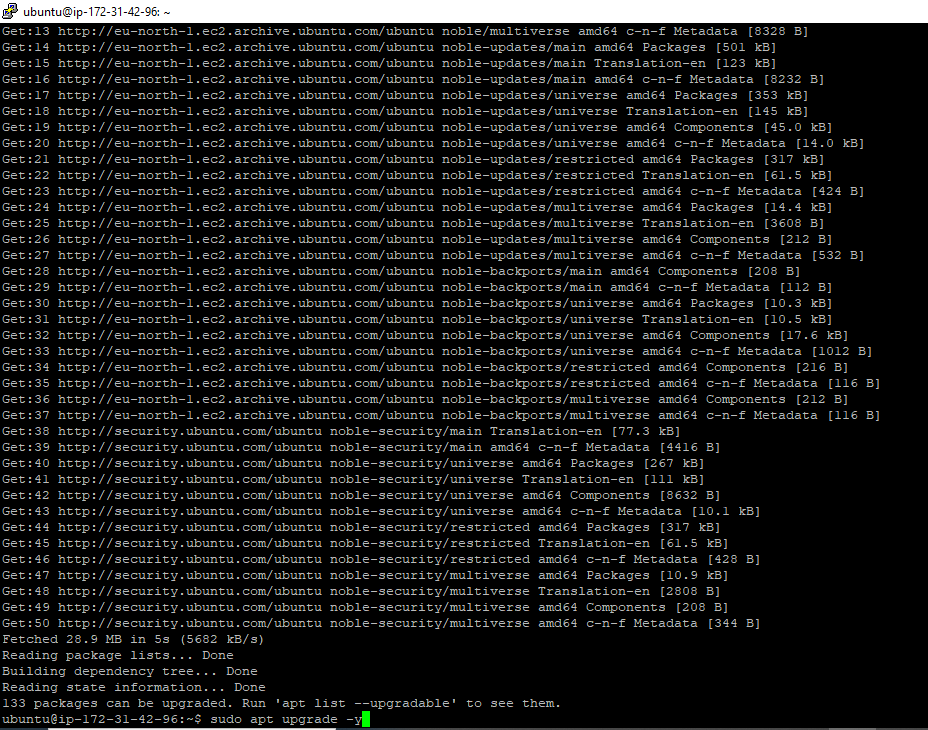 ubuntu@ip-172-31-42-96: ~
Get:13 http://eu-north-1.ec2.archive.ubuntu.com/ubuntu noble/multiverse amd64 c-n-f Metadata [8328 B]
Get:14 http://eu-north-1.ec2.archive.ubuntu.com/ubuntu noble-updates/main amd64 Packages [501 kB]
Get:15 http://eu-north-1.ec2.archive.ubuntu.com/ubuntu noble-updates/main Translation-en [123 kB]
Get:16 http://eu-north-1.ec2.archive.ubuntu.com/ubuntu noble-updates/main amd64 c-n-f Metadata [8232 B]
Get:17 http://eu-north-1.ec2.archive.ubuntu.com/ubuntu noble-updates/universe amd64 Packages [353 kB]
Get:18 http://eu-north-1.ec2.archive.ubuntu.com/ubuntu noble-updates/universe Translation-en [145 kB]
Get:19 http://eu-north-1.ec2.archive.ubuntu.com/ubuntu noble-updates/universe amd64 Components [45.0 kB]
Get:20 http://eu-north-1.ec2.archive.ubuntu.com/ubuntu noble-updates/universe amd64 c-n-f Metadata [14.0 kB]
Get:21 http://eu-north-1.ec2.archive.ubuntu.com/ubuntu noble-updates/restricted amd64 Packages [317 kB]
Get:22 http://eu-north-1.ec2.archive.ubuntu.com/ubuntu noble-updates/restricted Translation-en [61.5 kB]
Get:23 http://eu-north-1.ec2.archive.ubuntu.com/ubuntu noble-updates/restricted amd64 c-n-f Metadata [424 B]
Get:24 http://eu-north-1.ec2.archive.ubuntu.com/ubuntu noble-updates/multiverse amd64 Packages [14.4 kB]
Get:25 http://eu-north-1.ec2.archive.ubuntu.com/ubuntu noble-updates/multiverse Translation-en [3608 B]
Get:26 http://eu-north-1.ec2.archive.ubuntu.com/ubuntu noble-updates/multiverse amd64 Components [212 B]
Get:27 http://eu-north-1.ec2.archive.ubuntu.com/ubuntu noble-updates/multiverse amd64 c-n-f Metadata [532 B]
Get:28 http://eu-north-1.ec2.archive.ubuntu.com/ubuntu noble-backports/main amd64 Components [208 B]
Get:29 http://eu-north-1.ec2.archive.ubuntu.com/ubuntu noble-backports/main amd64 c-n-f Metadata [112 B]
Get:30 http://eu-north-1.ec2.archive.ubuntu.com/ubuntu noble-backports/universe amd64 Packages [10.3 kB]
Get:31 http://eu-north-1.ec2.archive.ubuntu.com/ubuntu noble-backports/universe Translation-en [10.5 kB]
Get:32 http://eu-north-1.ec2.archive.ubuntu.com/ubuntu noble-backports/universe amd64 Components [17.6 kB]
Get:33 http://eu-north-1.ec2.archive.ubuntu.com/ubuntu noble-backports/universe amd64 c-n-f Metadata [1012 B]
Get:34 http://eu-north-1.ec2.archive.ubuntu.com/ubuntu noble-backports/restricted amd64 Components [216 B]
Get:35 http://eu-north-1.ec2.archive.ubuntu.com/ubuntu noble-backports/restricted amd64 c-n-f Metadata [116 B]
Get:36 http://eu-north-1.ec2.archive.ubuntu.com/ubuntu noble-backports/multiverse amd64 Components [212 B]
Get:37 http://eu-north-1.ec2.archive.ubuntu.com/ubuntu noble-backports/multiverse amd64 c-n-f Metadata [116 B]
Get:38 http://security.ubuntu.com/ubuntu noble-security/main Translation-en [77.3 kB]
Get:39 http://security.ubuntu.com/ubuntu noble-security/main amd64 c-n-f Metadata [4416 B]
Get:40 http://security.ubuntu.com/ubuntu noble-security/universe amd64 Packages [267 kB]
Get:41 http://security.ubuntu.com/ubuntu noble-security/universe Translation-en [111 kB]
Get:42 http://security.ubuntu.com/ubuntu noble-security/universe amd64 Components [8632 B]
Get:43 http://security.ubuntu.com/ubuntu noble-security/universe amd64 c-n-f Metadata [10.1 kB]
Get:44 http://security.ubuntu.com/ubuntu noble-security/restricted amd64 Packages [317 kB]
Get:45 http://security.ubuntu.com/ubuntu noble-security/restricted Translation-en [61.5 kB]
Get:46 http://security.ubuntu.com/ubuntu noble-security/restricted amd64 c-n-f Metadata [428 B]
Get:47 http://security.ubuntu.com/ubuntu noble-security/multiverse amd64 Packages [10.9 kB]
Get:48 http://security.ubuntu.com/ubuntu noble-security/multiverse Translation-en [2808 B]
Get:49 http://security.ubuntu.com/ubuntu noble-security/multiverse amd64 Components [208 B]
Get:50 http://security.ubuntu.com/ubuntu noble-security/multiverse amd64 c-n-f Metadata [344 B]
Fetched 28.9 MB in 5s (5682 kB/s)
Reading package lists... Done
Building dependency tree... Done
Reading state information... Done
133 packages can be upgraded. Run 'apt list --upgradable' to see them.
ubuntu@ip-172-31-42-96:~$ sudo apt upgrade -y